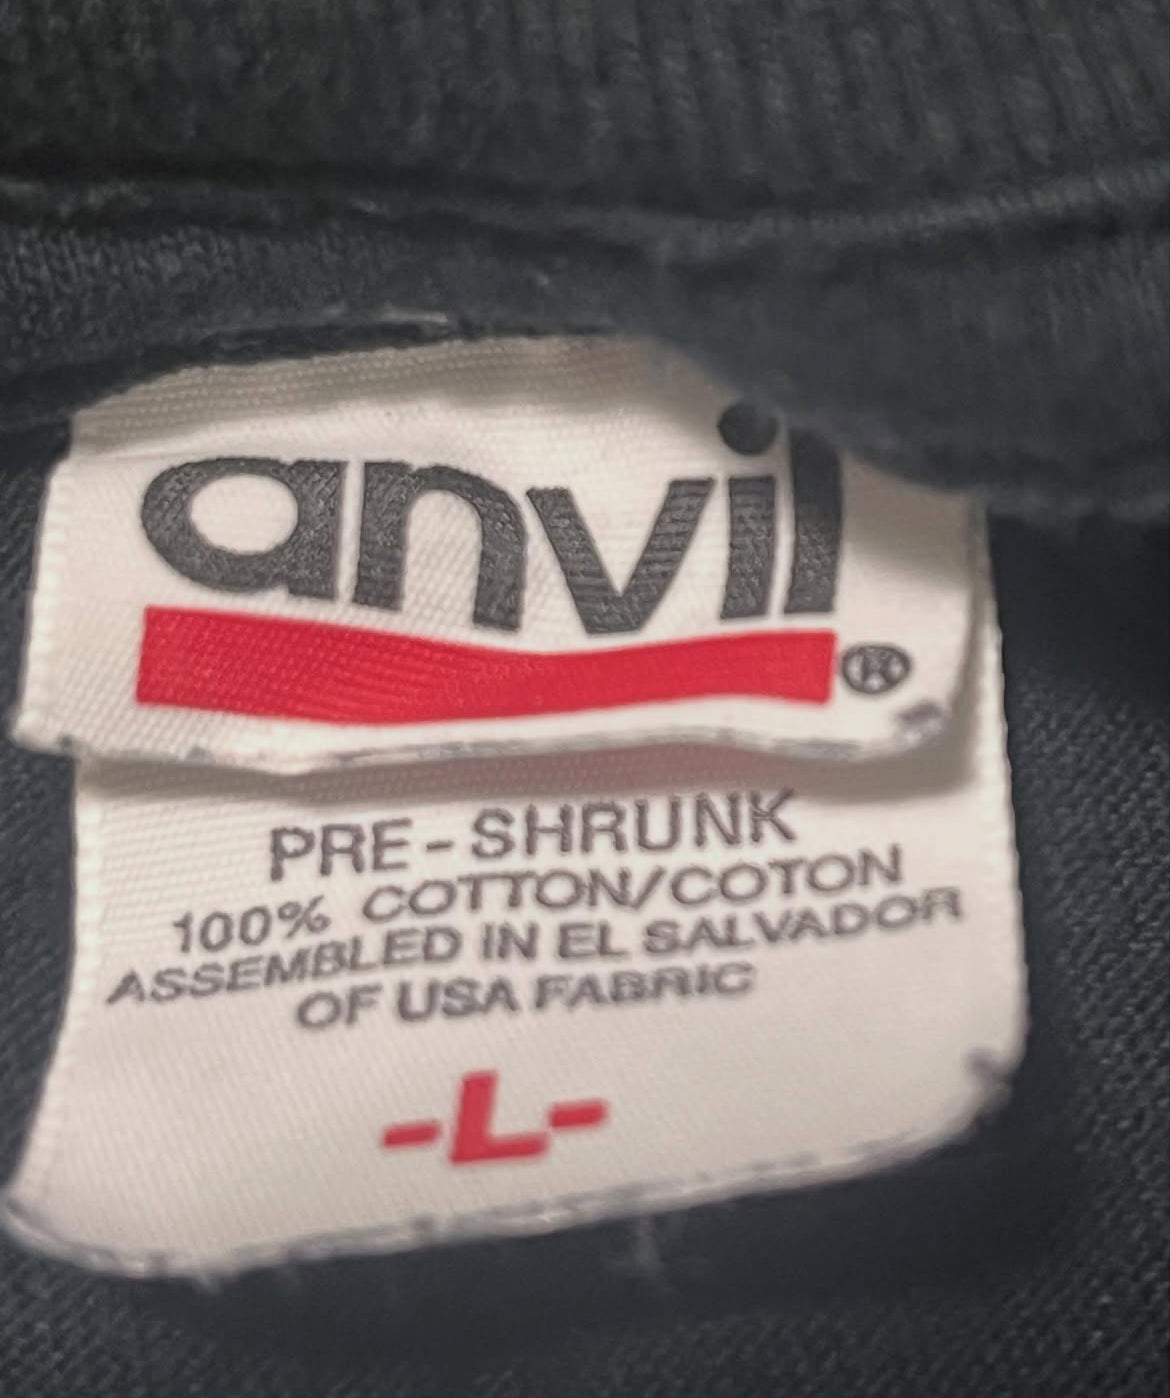 anvil®
PRE-SHRUNK
100% COTTON/COTON
ASSEMBLED IN EL SALVADOR
OF USA FABRIC
-L-